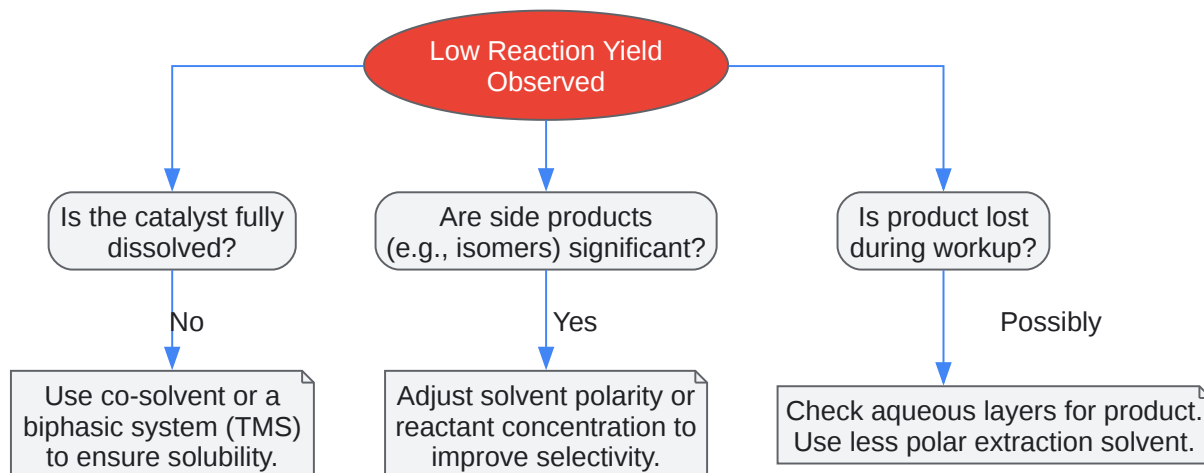 Low Reaction Yield
Observed
Is the catalyst fully
dissolved?
Are side products
(e.g., isomers) significant?
Is product lost
during workup?
No
Yes
Possibly
Use co-solvent or a
biphasic system (TMS)
to ensure solubility.
Adjust solvent polarity or
reactant concentration to
improve selectivity.
Check aqueous layers for product.
Use less polar extraction solvent.